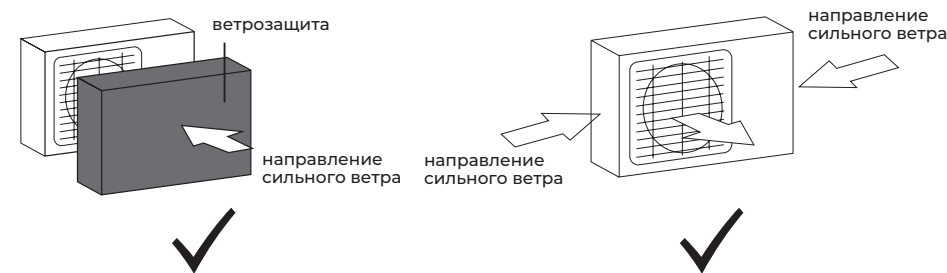 ветрозащита
направление
сильного ветра
направление
сильного ветра
направление
сильного ветра